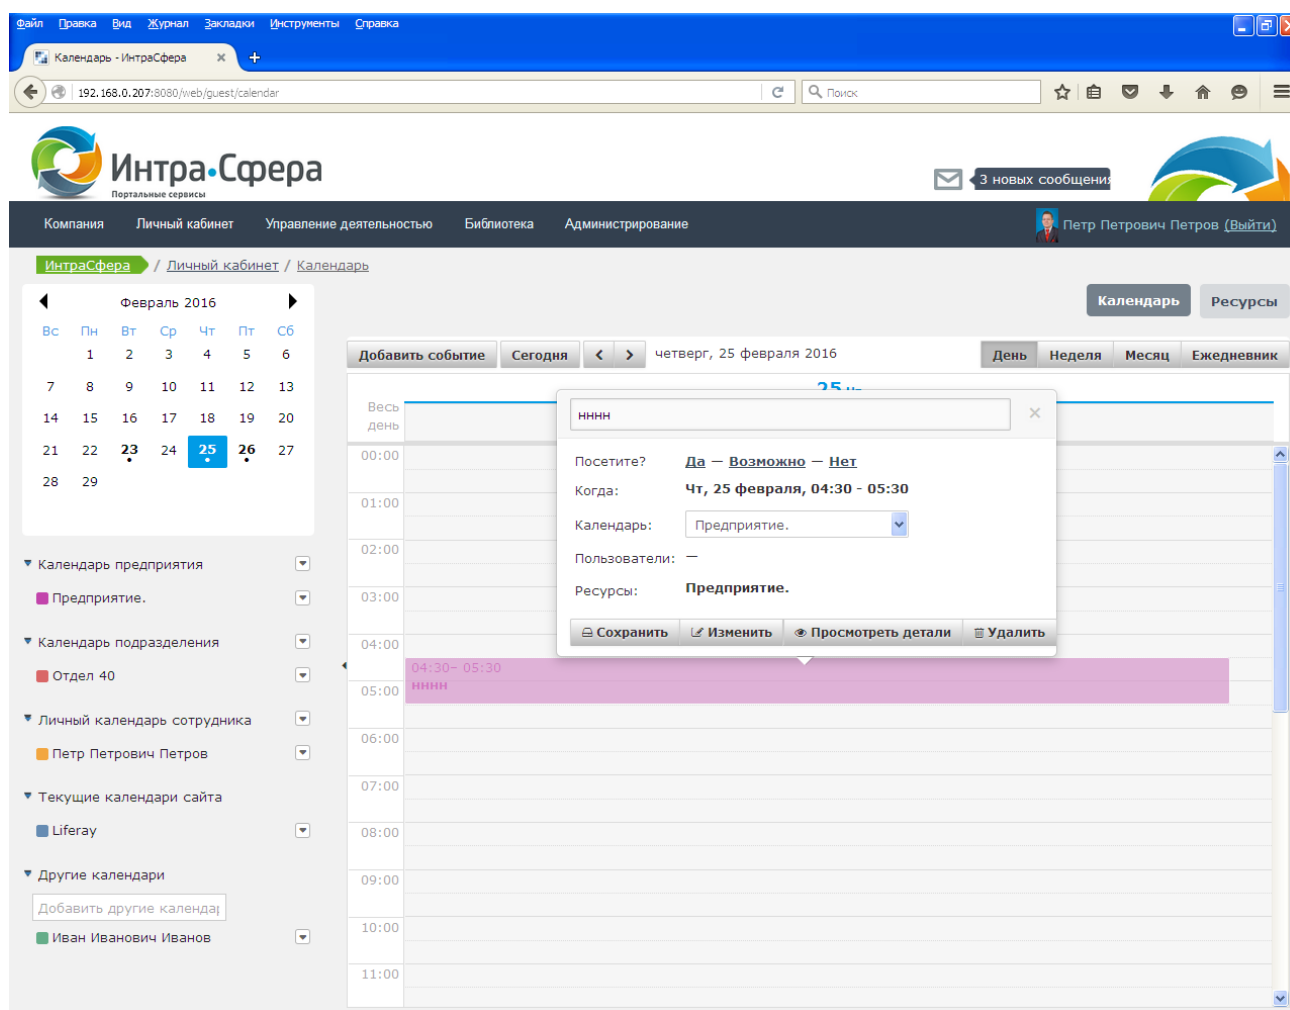 Файл Правка Вид Журнал Закладки Инструменты Справка
Календарь - ИнтраСфера
192.168.0.207:8080/web/guest/calendar
Поиск
Интра•Сфера
Портальные сервисы
3 новых сообщения
Компания Личный кабинет Управление деятельностью Библиотека Администрирование
Петр Петрович Петров (Выйти)
ИнтраСфера / Личный кабинет / Календарь
Февраль 2016
Календарь Ресурсы
Вс Пн Вт Ср Чт Пт Сб
1 2 3 4 5 6
7 8 9 10 11 12 13
14 15 16 17 18 19 20
21 22 23 24 25 26 27
28 29
Добавить событие Сегодня четверг, 25 февраля 2016 День Неделя Месяц Ежедневник
25
Весь
день
нннн
Посетите? Да — Возможно — Нет
Когда: Чт, 25 февраля, 04:30 - 05:30
Календарь: Предприятие.
Пользователи: —
Ресурсы: Предприятие.
Сохранить Изменить Просмотреть детали Удалить
00:00
01:00
02:00
03:00
04:00
04:30– 05:30
нннн
05:00
06:00
07:00
08:00
09:00
10:00
11:00
Календарь предприятия
Предприятие.
Календарь подразделения
Отдел 40
Личный календарь сотрудника
Петр Петрович Петров
Текущие календари сайта
Liferay
Другие календари
Добавить другие календа
Иван Иванович Иванов